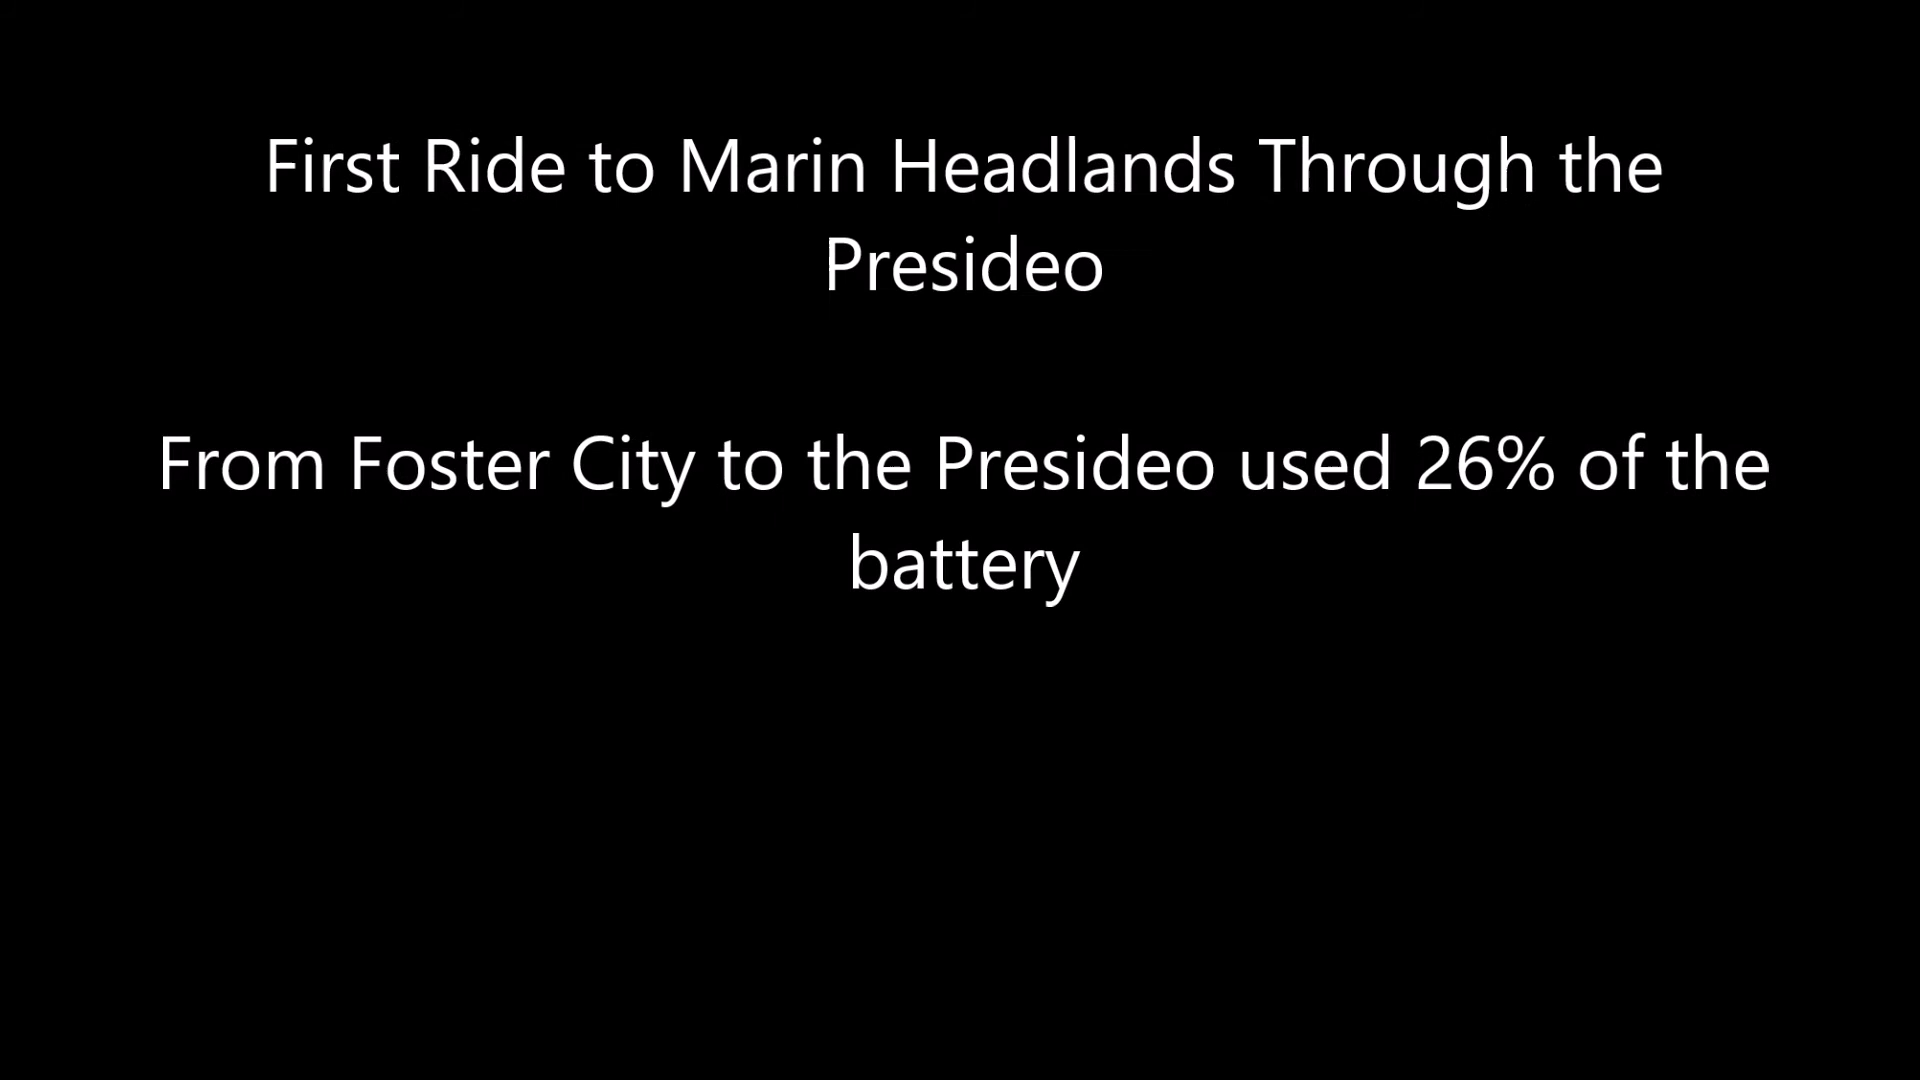 First Ride to Marin Headlands Through the
Presideo
From Foster City to the Presideo used 26% of the
battery